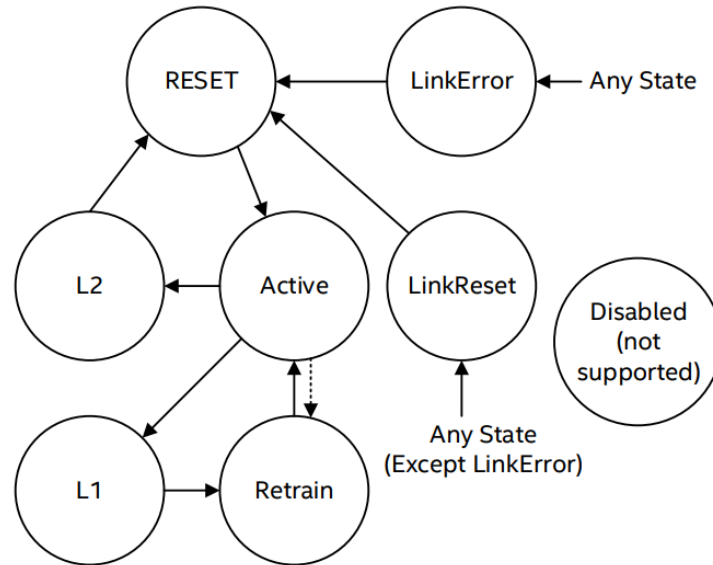 RESET
LinkError
Any State
L2
Active
LinkReset
Disabled
(not
supported)
Any State
(Except LinkError)
L1
Retrain